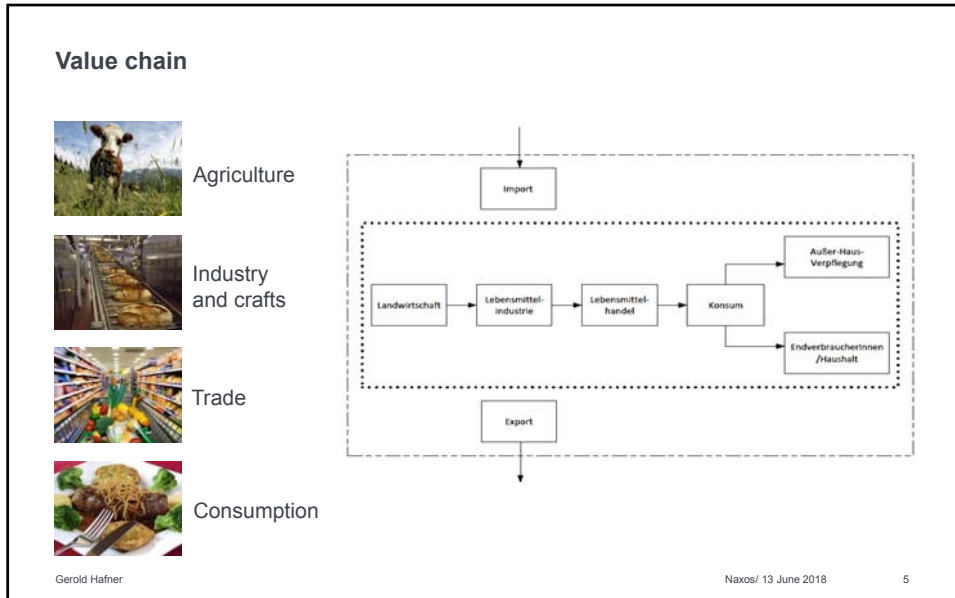 Value chain
Agriculture
Industry
and crafts
Trade
Consumption
Import
Landwirtschaft
Lebensmittel-
industrie
Lebensmittel-
handel
Konsum
Außer-Haus-
Verpflegung
EndverbraucherInnen
/Haushalt
Export
Gerold Hafner
Naxos/ 13 June 2018
5